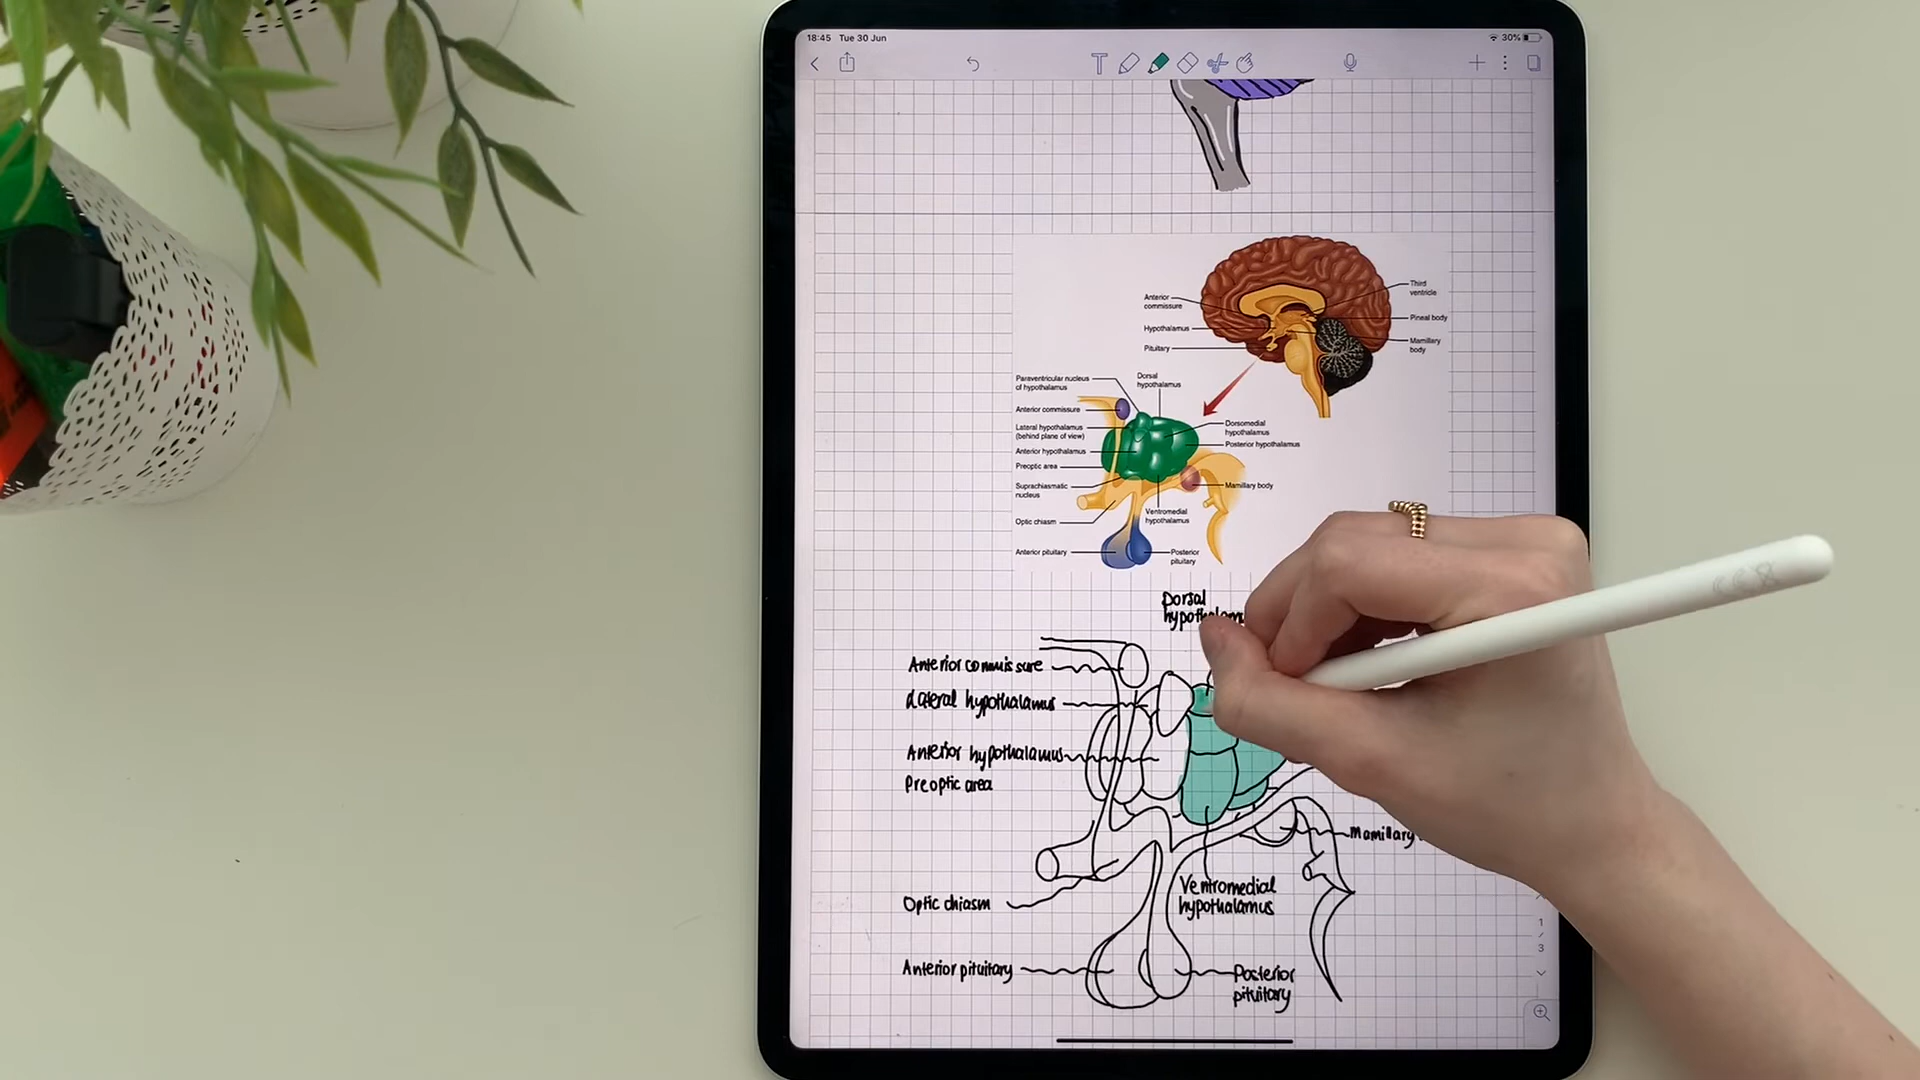 18:45 Tue 30 Jun
30%
Anterior
commissure
Hypothalamus
Pituitary
Third
ventricle
Pineal body
Mamillary
body
Paraventricular nucleus
of hypothalamus
Dorsal
hypothalamus
Anterior commissure
Lateral hypothalamus
(behind plane of view)
Anterior hypothalamus
Preoptic area
Suprachiasmatic
nucleus
Optic chiasm
Anterior pituitary
Dorsomedial
hypothalamus
Posterior hypothalamus
Mamillary body
Ventromedial
hypothalamus
Posterior
pituitary
Dorsal
Anterior commissure
Lateral hypothalamus
Anterior hypothalamus
Preoptic area
Mamillary
Optic chiasm
Ventromedial
hypothalamus
Anterior pituitary
Posterior
pituitary
1
/
3